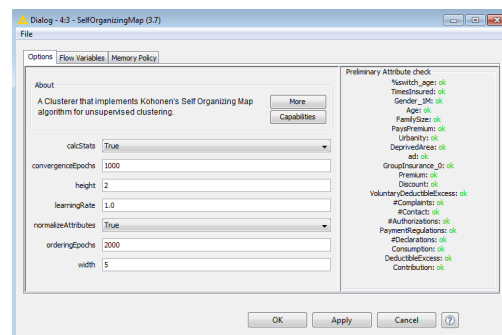 Dialog - 4:3 - SelfOrganizingMap (3.7)
File
Options Flow Variables Memory Policy
About
A Clusterer that implements Kohonen's Self Organizing Map
algorithm for unsupervised clustering.
More
Capabilities
calcStats True
convergenceEpochs 1000
height 2
learningRate 1.0
normalizeAttributes True
orderingEpochs 2000
width 5
Preliminary Attribute check
%sswitch_age: ok
TimesInsured: ok
Gender_1M: ok
Age: ok
FamilySize: ok
PaysPremium: ok
Urbanity: ok
DeprivedArea: ok
ad: ok
GroupInsurance_0: ok
Premium: ok
Discount: ok
VoluntaryDeductibleExcess: ok
#Complaints: ok
#Contact: ok
#Authorizations: ok
PaymentRegulations: ok
#Declarations: ok
Consumption: ok
DeductibleExcess: ok
Contribution: ok
OK Apply Cancel ?